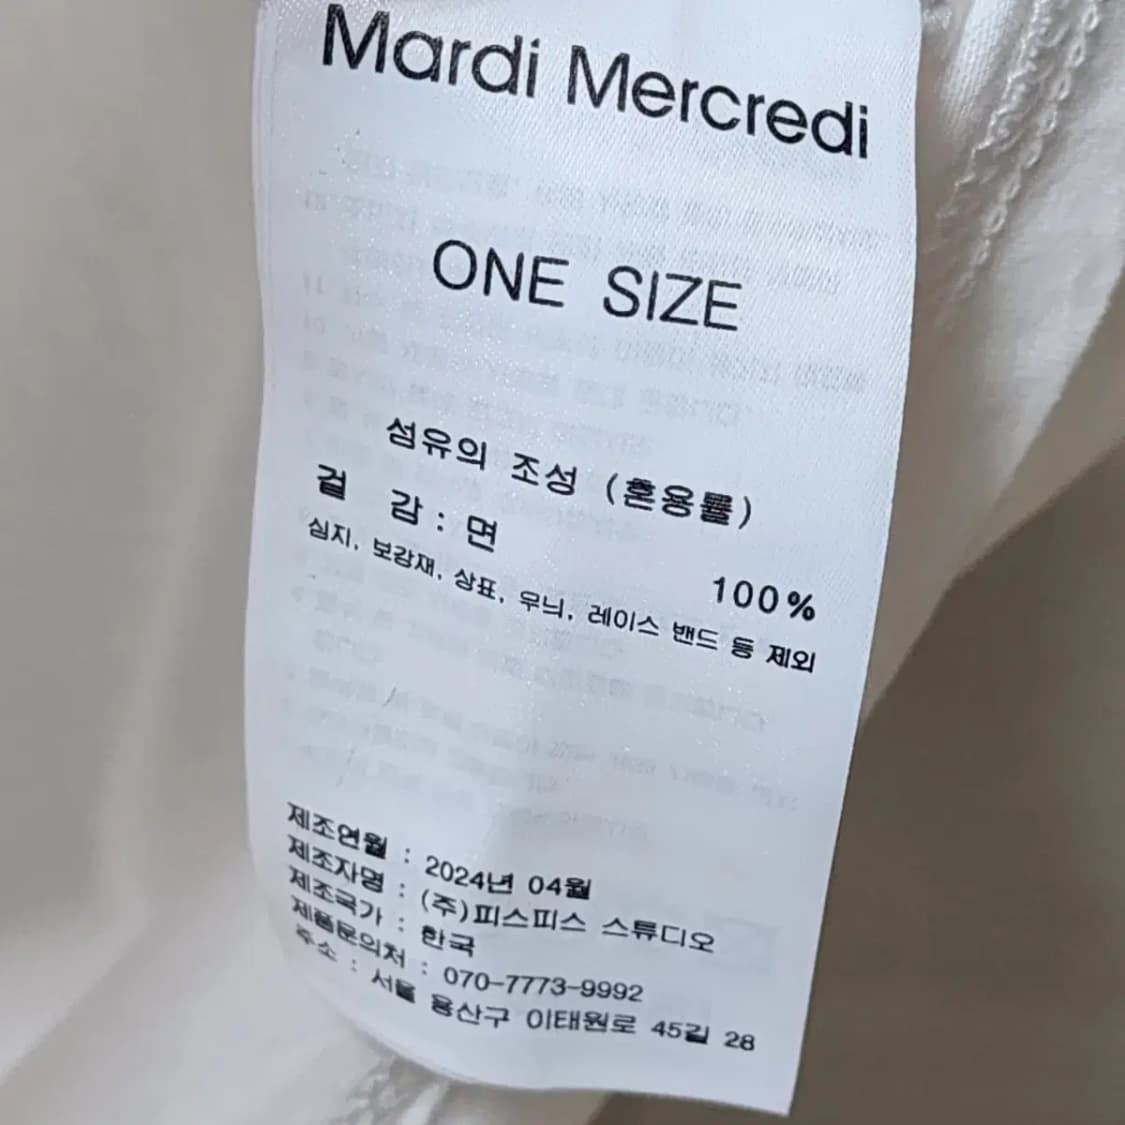 Mardi Mercredi
ONE SIZE
섬유의 조성 (혼용률)
겉 감 : 면 100%
심지, 보강재, 상표, 우늬, 레이스 밴드 등 제외
제조연월 : 2024년 04월
제조자명 : (주)피스피스 스튜디오
제조국가 : 한국
제품문의처 : 070-7773-9992
주소 : 서울 용산구 이태원로 45길 28